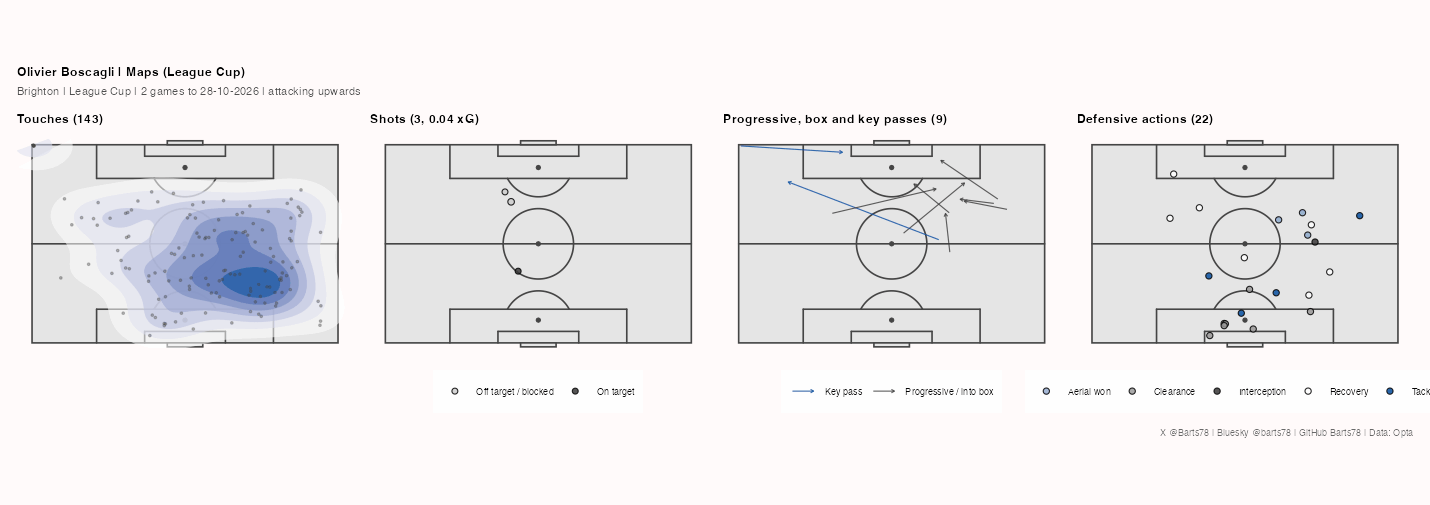 Olivier Boscagli | Maps (League Cup)
Brighton | League Cup | 2 games to 28-10-2026 | attacking upwards
Touches (143)
Shots (3, 0.04 xG)
Progressive, box and key passes (9)
Defensive actions (22)
Off target / blocked
On target
Key pass
Progressive / into box
Aerial won
Clearance
Interception
Recovery
Tack
X @Barts78 | Bluesky @barts78 | GitHub Barts78 | Data: Opta